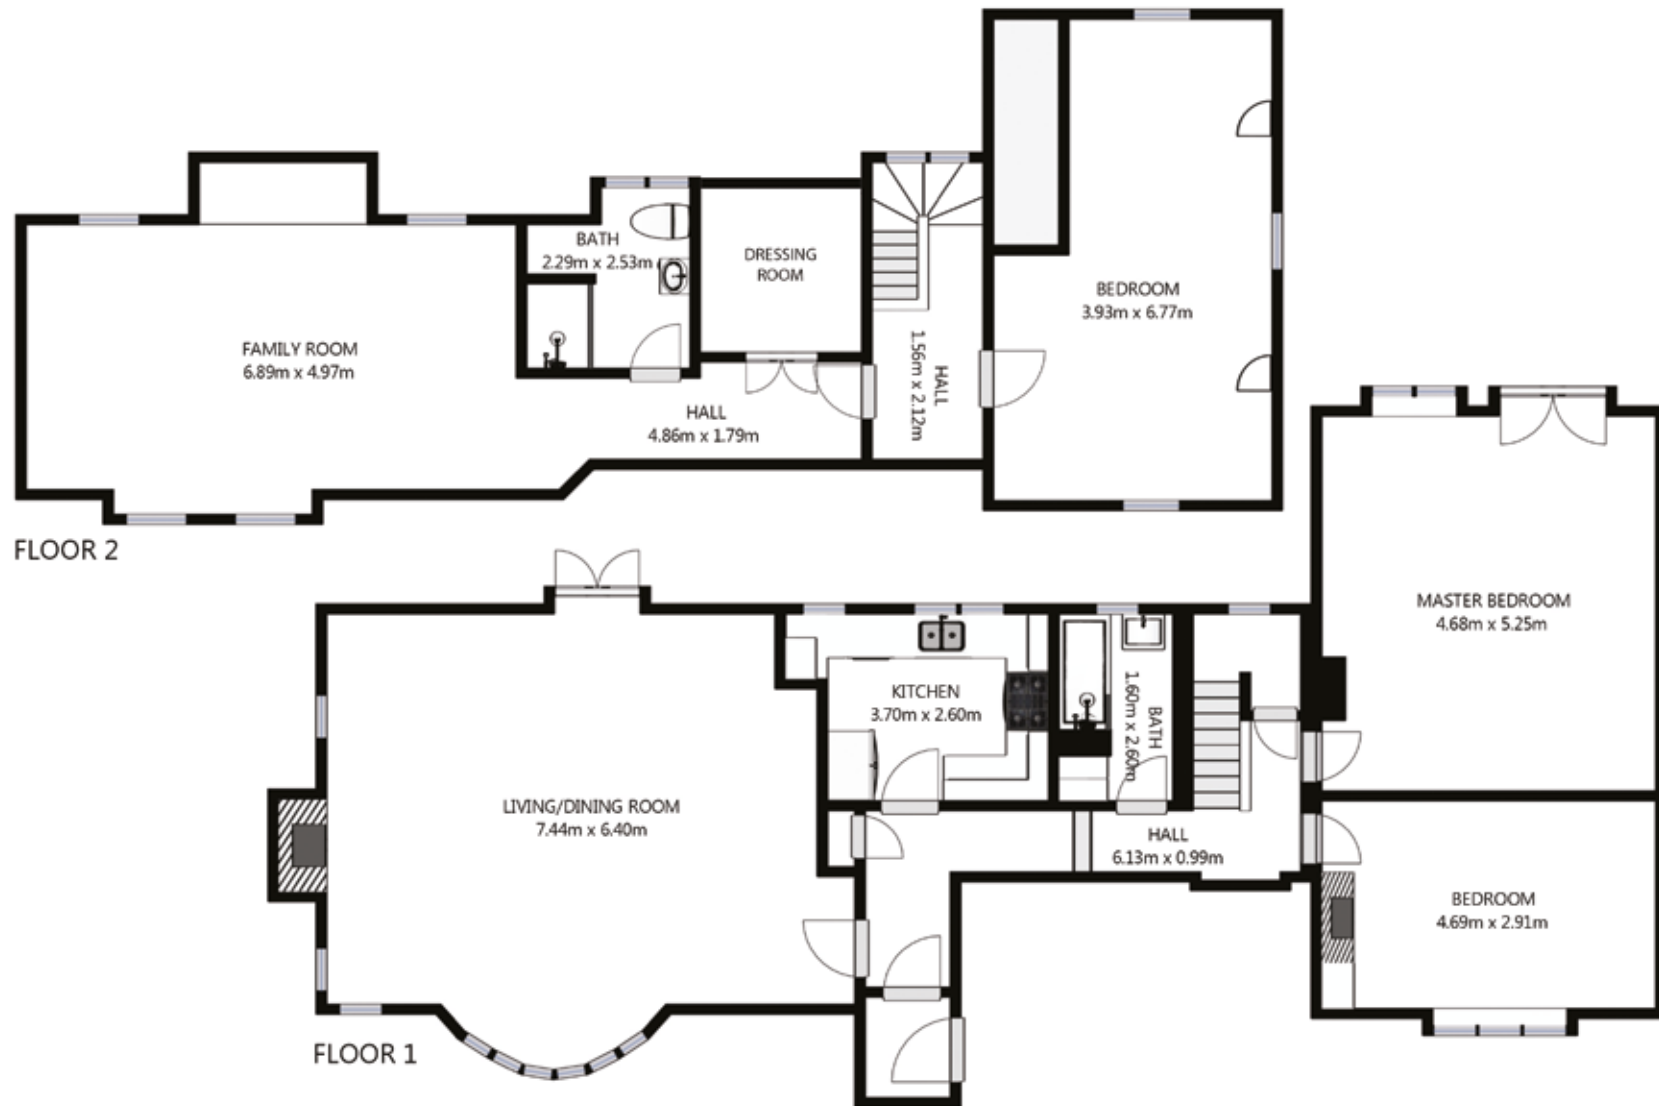 BATH
2.29m x 2.53m
DRESSING
ROOM
BEDROOM
3.93m x 6.77m
FAMILY ROOM
6.89m x 4.97m
HALL
1.56m x 2.12m
HALL
4.86m x 1.79m
FLOOR 2
MASTER BEDROOM
4.68m x 5.25m
KITCHEN
3.70m x 2.60m
BATH
1.60m x 2.60m
LIVING/DINING ROOM
7.44m x 6.40m
HALL
6.13m x 0.99m
BEDROOM
4.69m x 2.91m
FLOOR 1